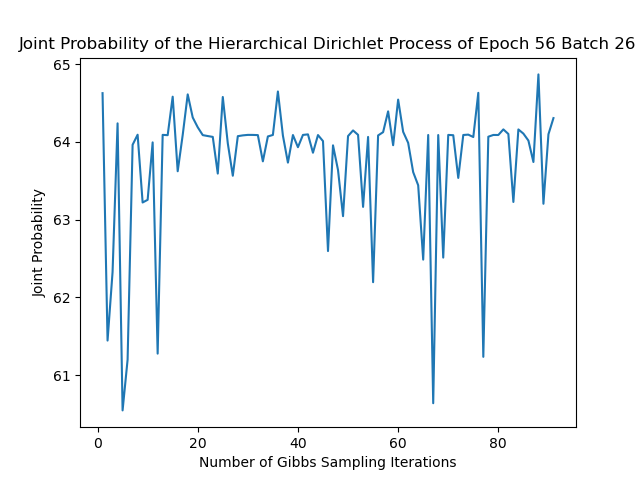 Joint Probability of the Hierarchical Dirichlet Process of Epoch 56 Batch 26
65
64
63
62
61
Joint Probability
0 20 40 60 80
Number of Gibbs Sampling Iterations